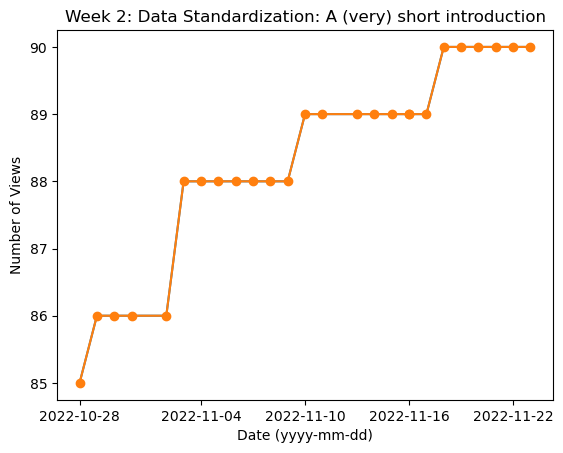 Week 2: Data Standardization: A (very) short introduction
90
89
88
87
86
85
Number of Views
2022-10-28 2022-11-04 2022-11-10 2022-11-16 2022-11-22
Date (yyyy-mm-dd)